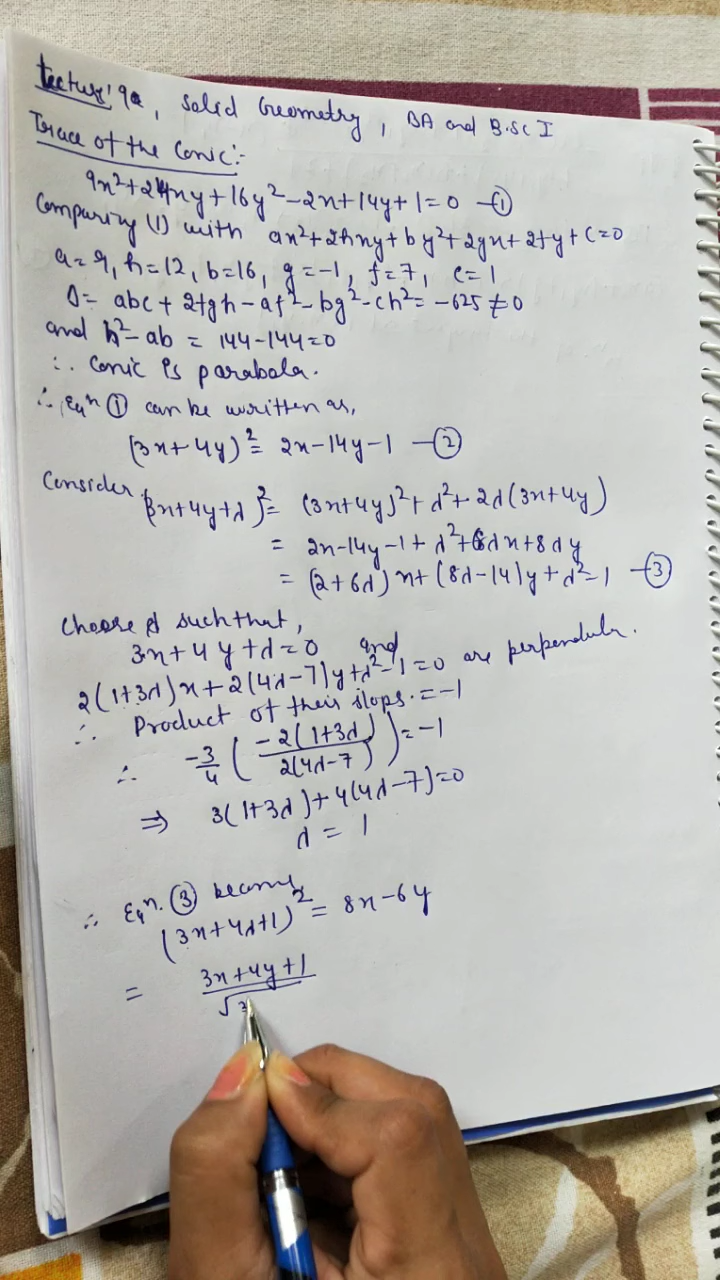 Lecture: 9a, Solid Geometry, BA and B.Sc I
Trace of the Conic:-
9x²+24xy+16y²-2x+14y+1=0 —①
Comparing (1) with ax²+2hxy+by²+2gx+2fy+c=0
a=9, h=12, b=16, g=-1, f=7, c=1
Δ= abc+2fgh-af²-bg²-ch²= -625≠0
and h²-ab = 144-144=0
∴ Conic is parabola.
∴ Eqⁿ ① can be written as,
(3x+4y)² = 2x-14y-1 —②
Consider, (3x+4y+λ)² = (3x+4y)²+λ²+2λ(3x+4y)
= 2x-14y-1+λ²+6λx+8λy
= (2+6λ)x+(8λ-14)y+λ²-1 —③
Choose λ such that,
3x+4y+λ=0 and
2(1+3λ)x+2(4λ-7)y+λ²-1=0 are perpendulr.
∴ Product of their slops.=-1
∴ -3/4 (-2(1+3λ)/2(4λ-7))=-1
⇒ 3(1+3λ)+4(4λ-7)=0
λ = 1
∴ Eqⁿ. ③ becomes
(3x+4λ+1)² = 8x-6y
= 3x+4y+1
√3